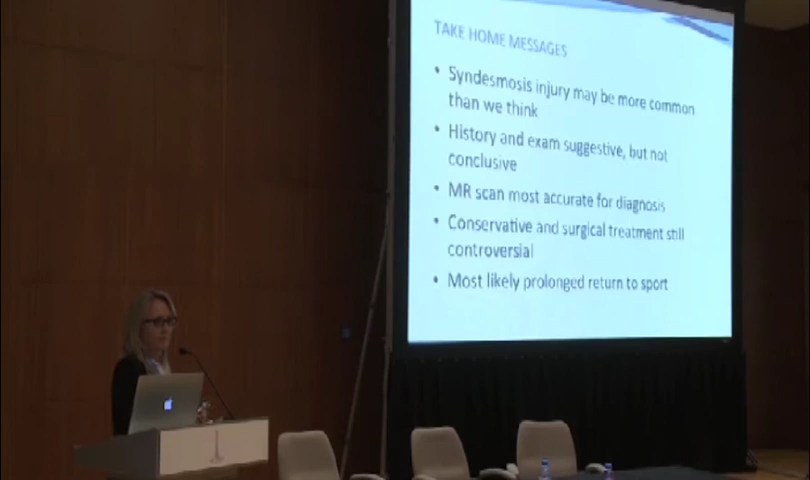 TAKE HOME MESSAGES
• Syndesmosis injury may be more common
than we think
• History and exam suggestive, but not
conclusive
• MR scan most accurate for diagnosis
• Conservative and surgical treatment still
controversial
• Most likely prolonged return to sport